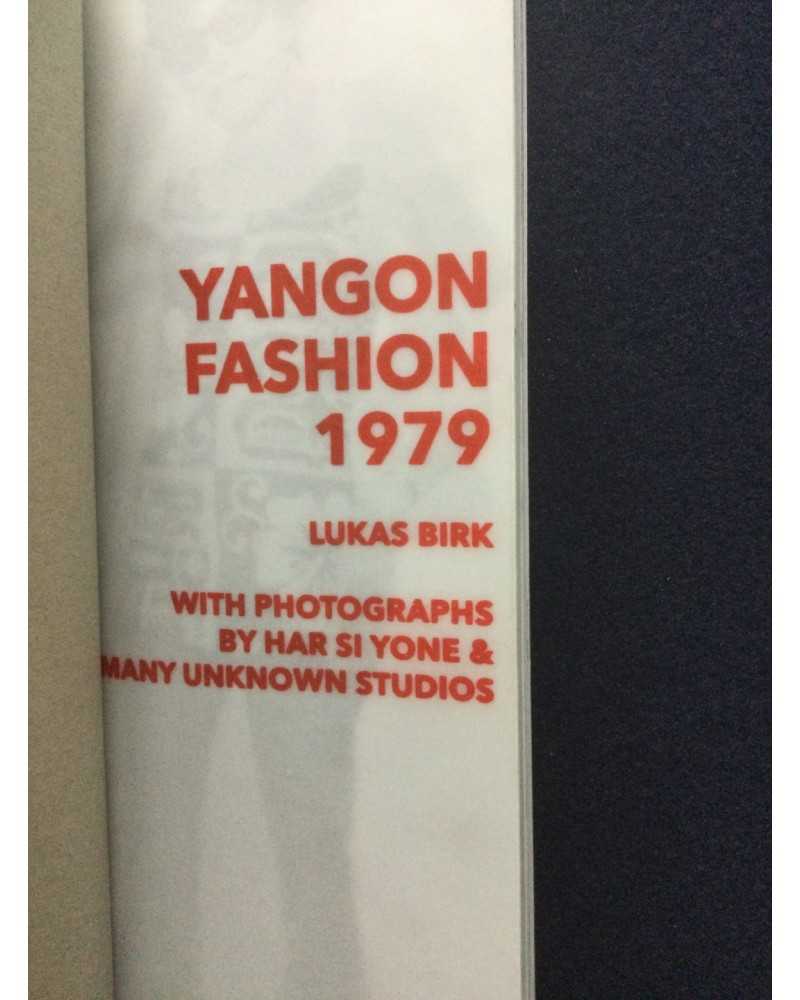 YANGON
FASHION
1979
LUKAS BIRK
WITH PHOTOGRAPHS
BY HAR SI YONE &
MANY UNKNOWN STUDIOS